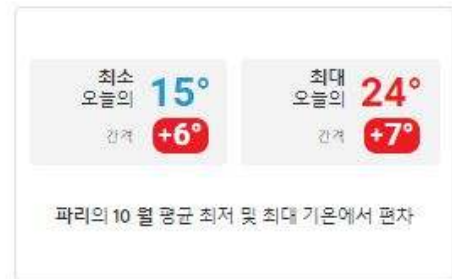 최소
오늘의 15°
간격 +6°
최대
오늘의 24°
간격 +7°
파리의 10 월 평균 최저 및 최대 기온에서 편차